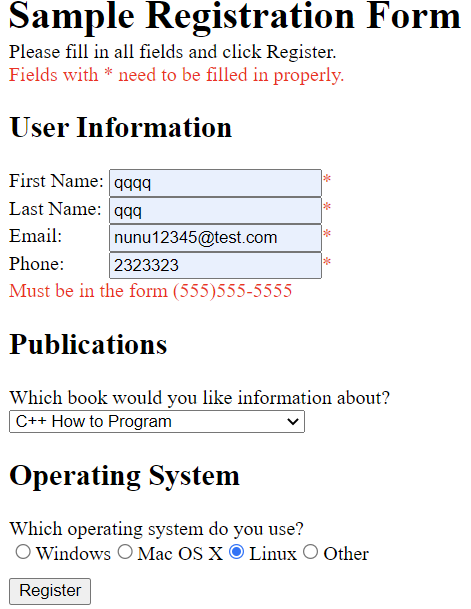 Sample Registration Form
Please fill in all fields and click Register.
Fields with * need to be filled in properly.
User Information
First Name: qqqq*
Last Name: qqq*
Email: nunu12345@test.com*
Phone: 2323323*
Must be in the form (555)555-5555
Publications
Which book would you like information about?
C++ How to Program
Operating System
Which operating system do you use?
Windows Mac OS X Linux Other
Register